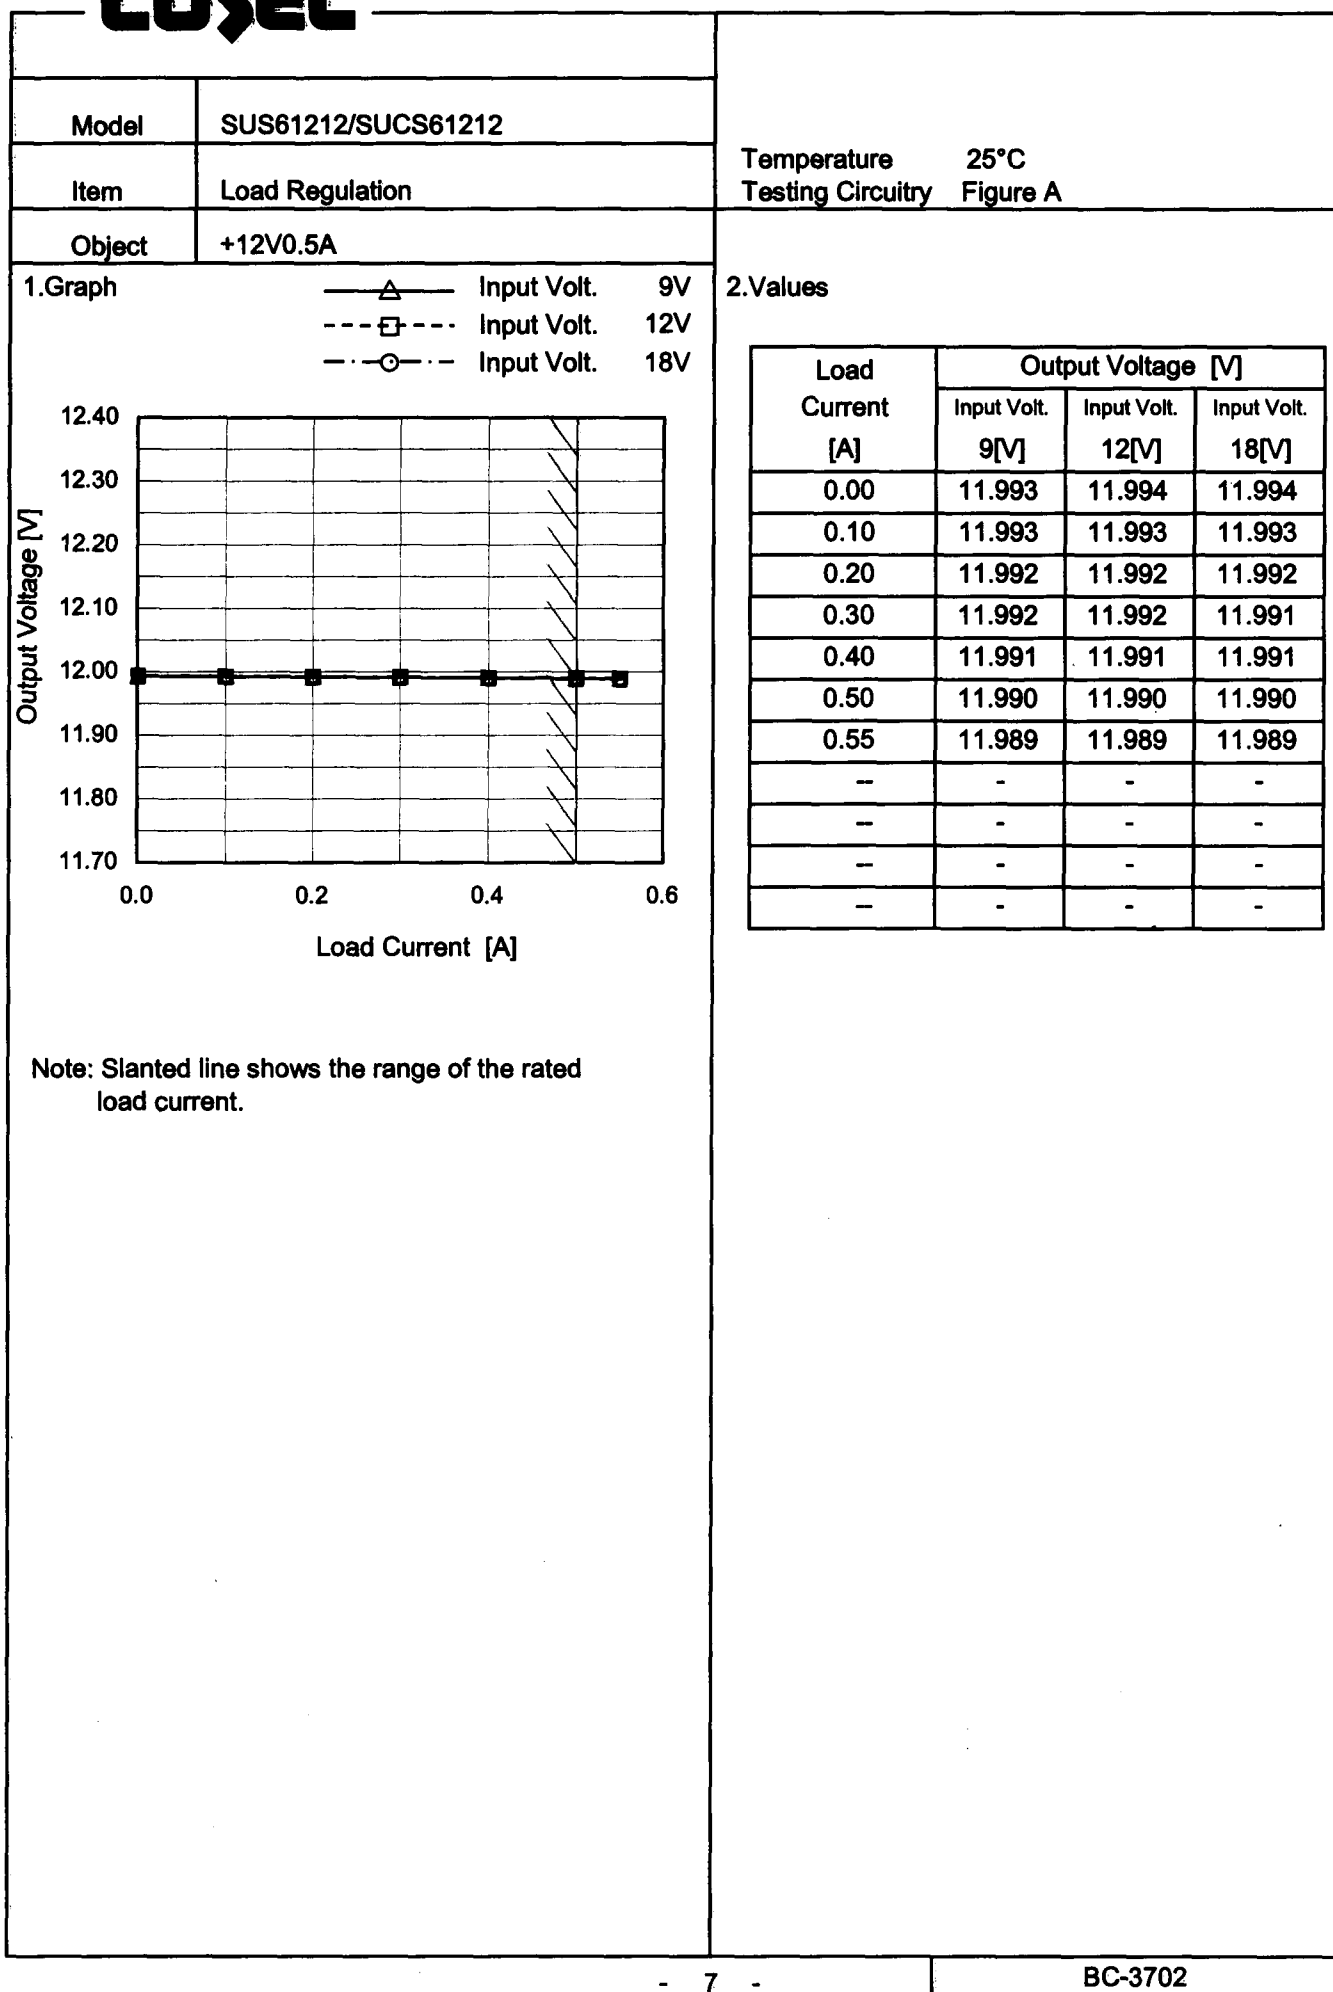 COSEL
Model SUS61212/SUCS61212
Item Load Regulation
Object +12V0.5A
Temperature 25°C
Testing Circuitry Figure A
1.Graph
Input Volt. 9V
Input Volt. 12V
Input Volt. 18V
Output Voltage [V]
12.40
12.30
12.20
12.10
12.00
11.90
11.80
11.70
0.0 0.2 0.4 0.6
Load Current [A]
Note: Slanted line shows the range of the rated
load current.
2.Values
Load Output Voltage [V]
Current Input Volt. Input Volt. Input Volt.
[A] 9[V] 12[V] 18[V]
0.00 11.993 11.994 11.994
0.10 11.993 11.993 11.993
0.20 11.992 11.992 11.992
0.30 11.992 11.992 11.991
0.40 11.991 11.991 11.991
0.50 11.990 11.990 11.990
0.55 11.989 11.989 11.989
-- - - -
-- - - -
-- - - -
-- - - -
- 7 -
BC-3702